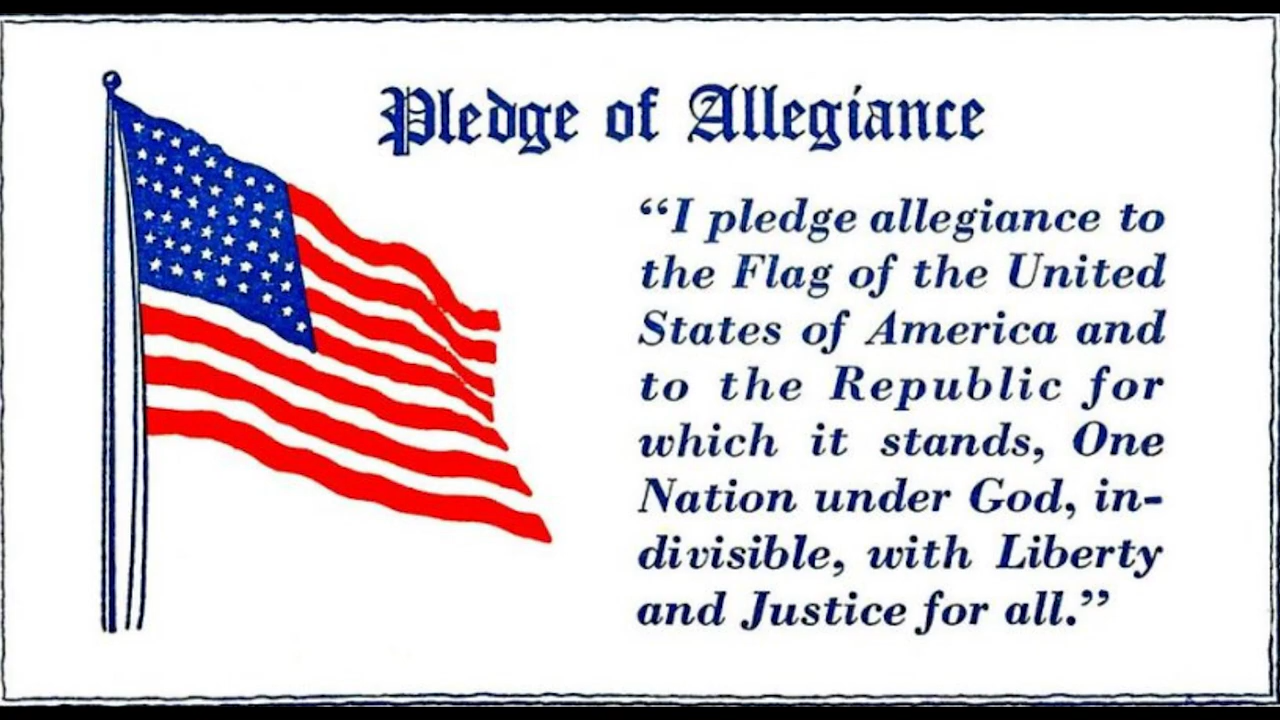 Pledge of Allegiance
“I pledge allegiance to
the Flag of the United
States of America and
to the Republic for
which it stands, One
Nation under God, in-
divisible, with Liberty
and Justice for all.”